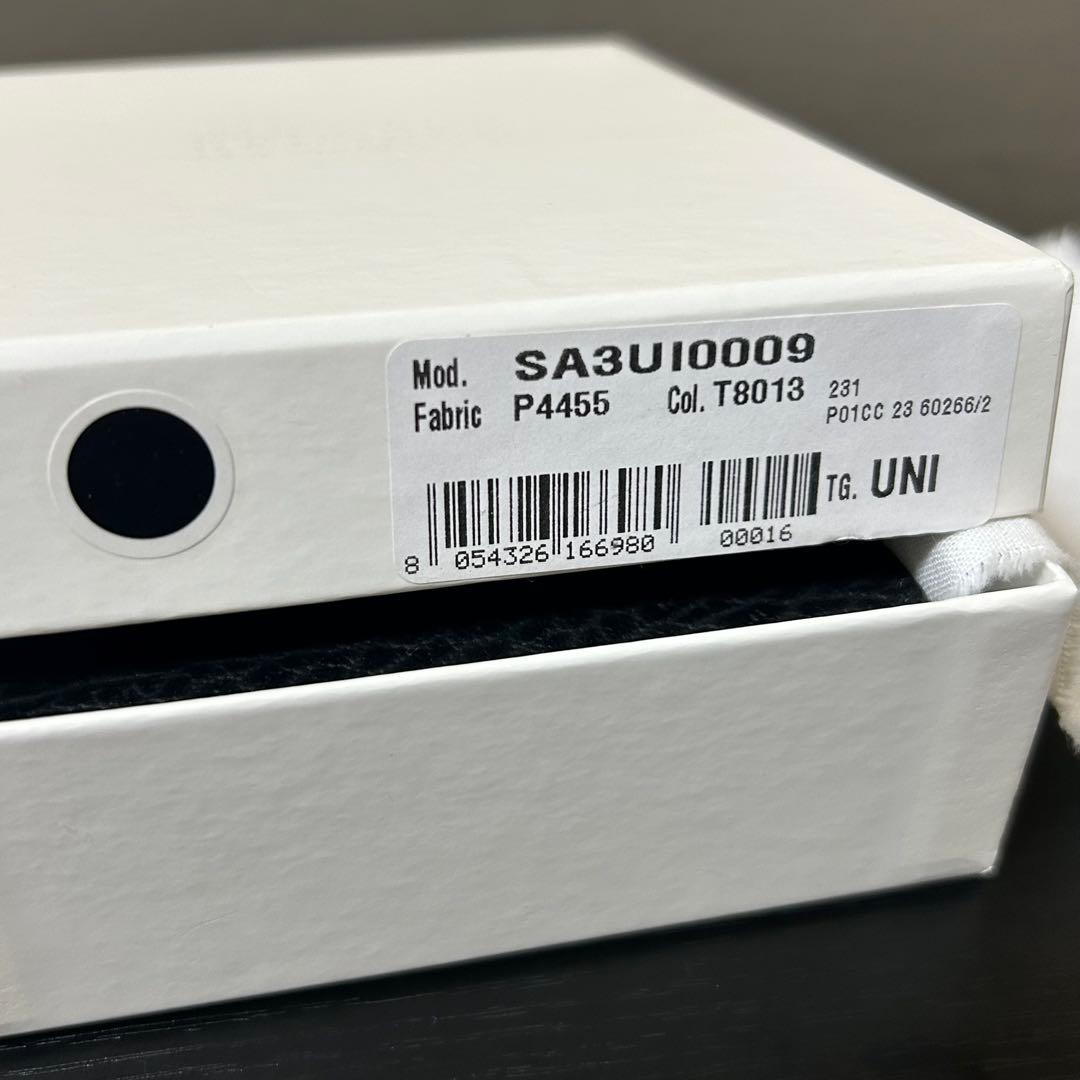 Mod. SA3UI0009
Fabric P4455 Col. T8013 231
P01CC 23 60266/2
TG. UNI
8 054326 166980 00016